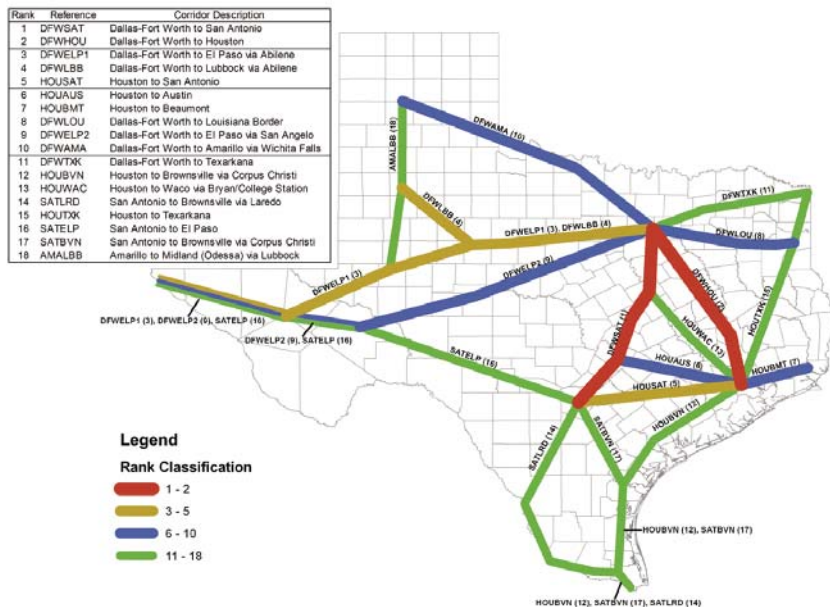 Rank Reference Corridor Description
1 DFWSAT Dallas-Fort Worth to San Antonio
2 DFWHOU Dallas-Fort Worth to Houston
3 DFWELP1 Dallas-Fort Worth to El Paso via Abilene
4 DFWLBB Dallas-Fort Worth to Lubbock via Abilene
5 HOUSAT Houston to San Antonio
6 HOUAUS Houston to Austin
7 HOUBMT Houston to Beaumont
8 DFWLOU Dallas-Fort Worth to Louisiana Border
9 DFWELP2 Dallas-Fort Worth to El Paso via San Angelo
10 DFWAMA Dallas-Fort Worth to Amarillo via Wichita Falls
11 DFWTXK Dallas-Fort Worth to Texarkana
12 HOUBVN Houston to Brownsville via Corpus Christi
13 HOUWAC Houston to Waco via Bryan/College Station
14 SATLRD San Antonio to Brownsville via Laredo
15 HOUTXK Houston to Texarkana
16 SATELP San Antonio to El Paso
17 SATBVN San Antonio to Brownsville via Corpus Christi
18 AMALBB Amarillo to Midland (Odessa) via Lubbock
DFWAMA (10)
AMALBB (18)
DFWLBB (4)
DFWTXK (11)
DFWELP1 (3), DFWLBB (4)
DFWLOU (8)
DFWELP2 (9)
DFWELP1 (3)
DFWHOU (2)
HOUTXK (15)
DFWELP1 (3), DFWELP2 (9), SATELP (16)
DFWELP2 (9), SATELP (16)
DFWSAT (1)
HOUWAC (13)
SATELP (16)
HOUAUS (6)
HOUBMT (7)
HOUSAT (5)
HOUBVN (12)
SATLRD (14)
SATBVN (17)
Legend
Rank Classification
1 - 2
3 - 5
6 - 10
11 - 18
HOUBVN (12), SATBVN (17)
HOUBVN (12), SATBVN (17), SATLRD (14)